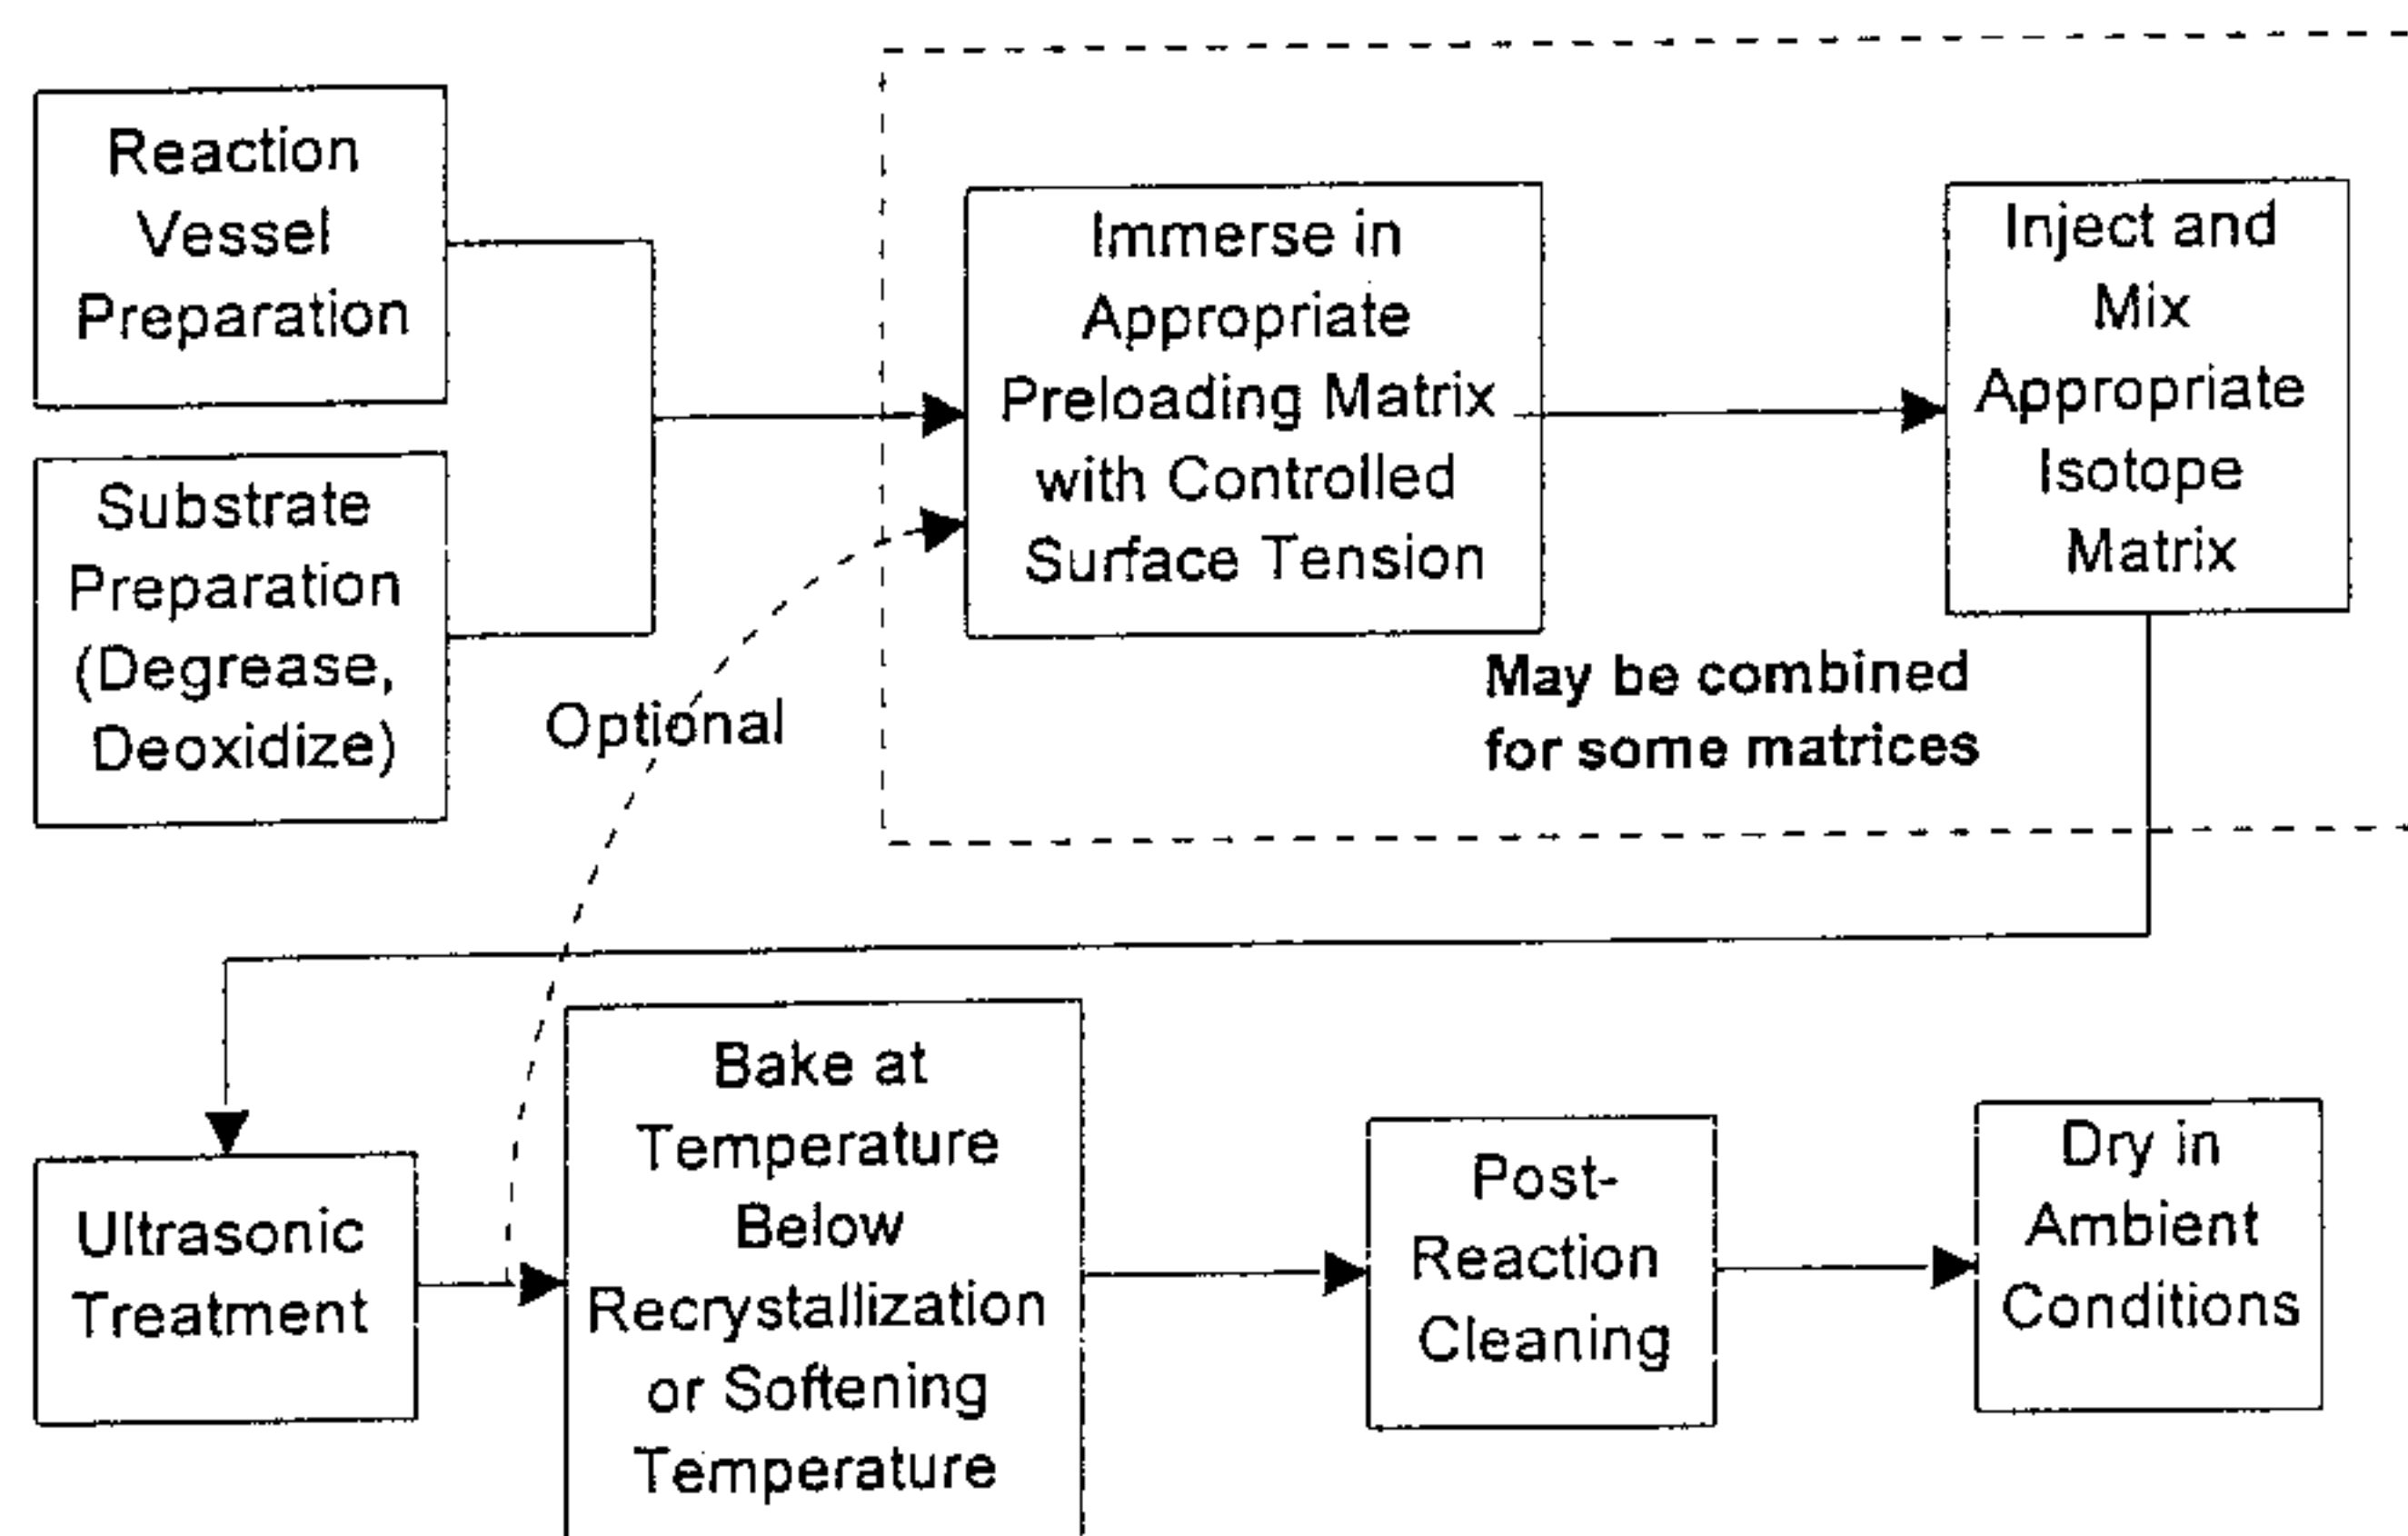 Reaction
Vessel
Preparation
Substrate
Preparation
(Degrease,
Deoxidize)
Optional
Immerse in
Appropriate
Preloading Matrix
with Controlled
Surface Tension
Inject and
Mix
Appropriate
Isotope
Matrix
May be combined
for some matrices
Ultrasonic
Treatment
Bake at
Temperature
Below
Recrystallization
or Softening
Temperature
Post-
Reaction
Cleaning
Dry in
Ambient
Conditions